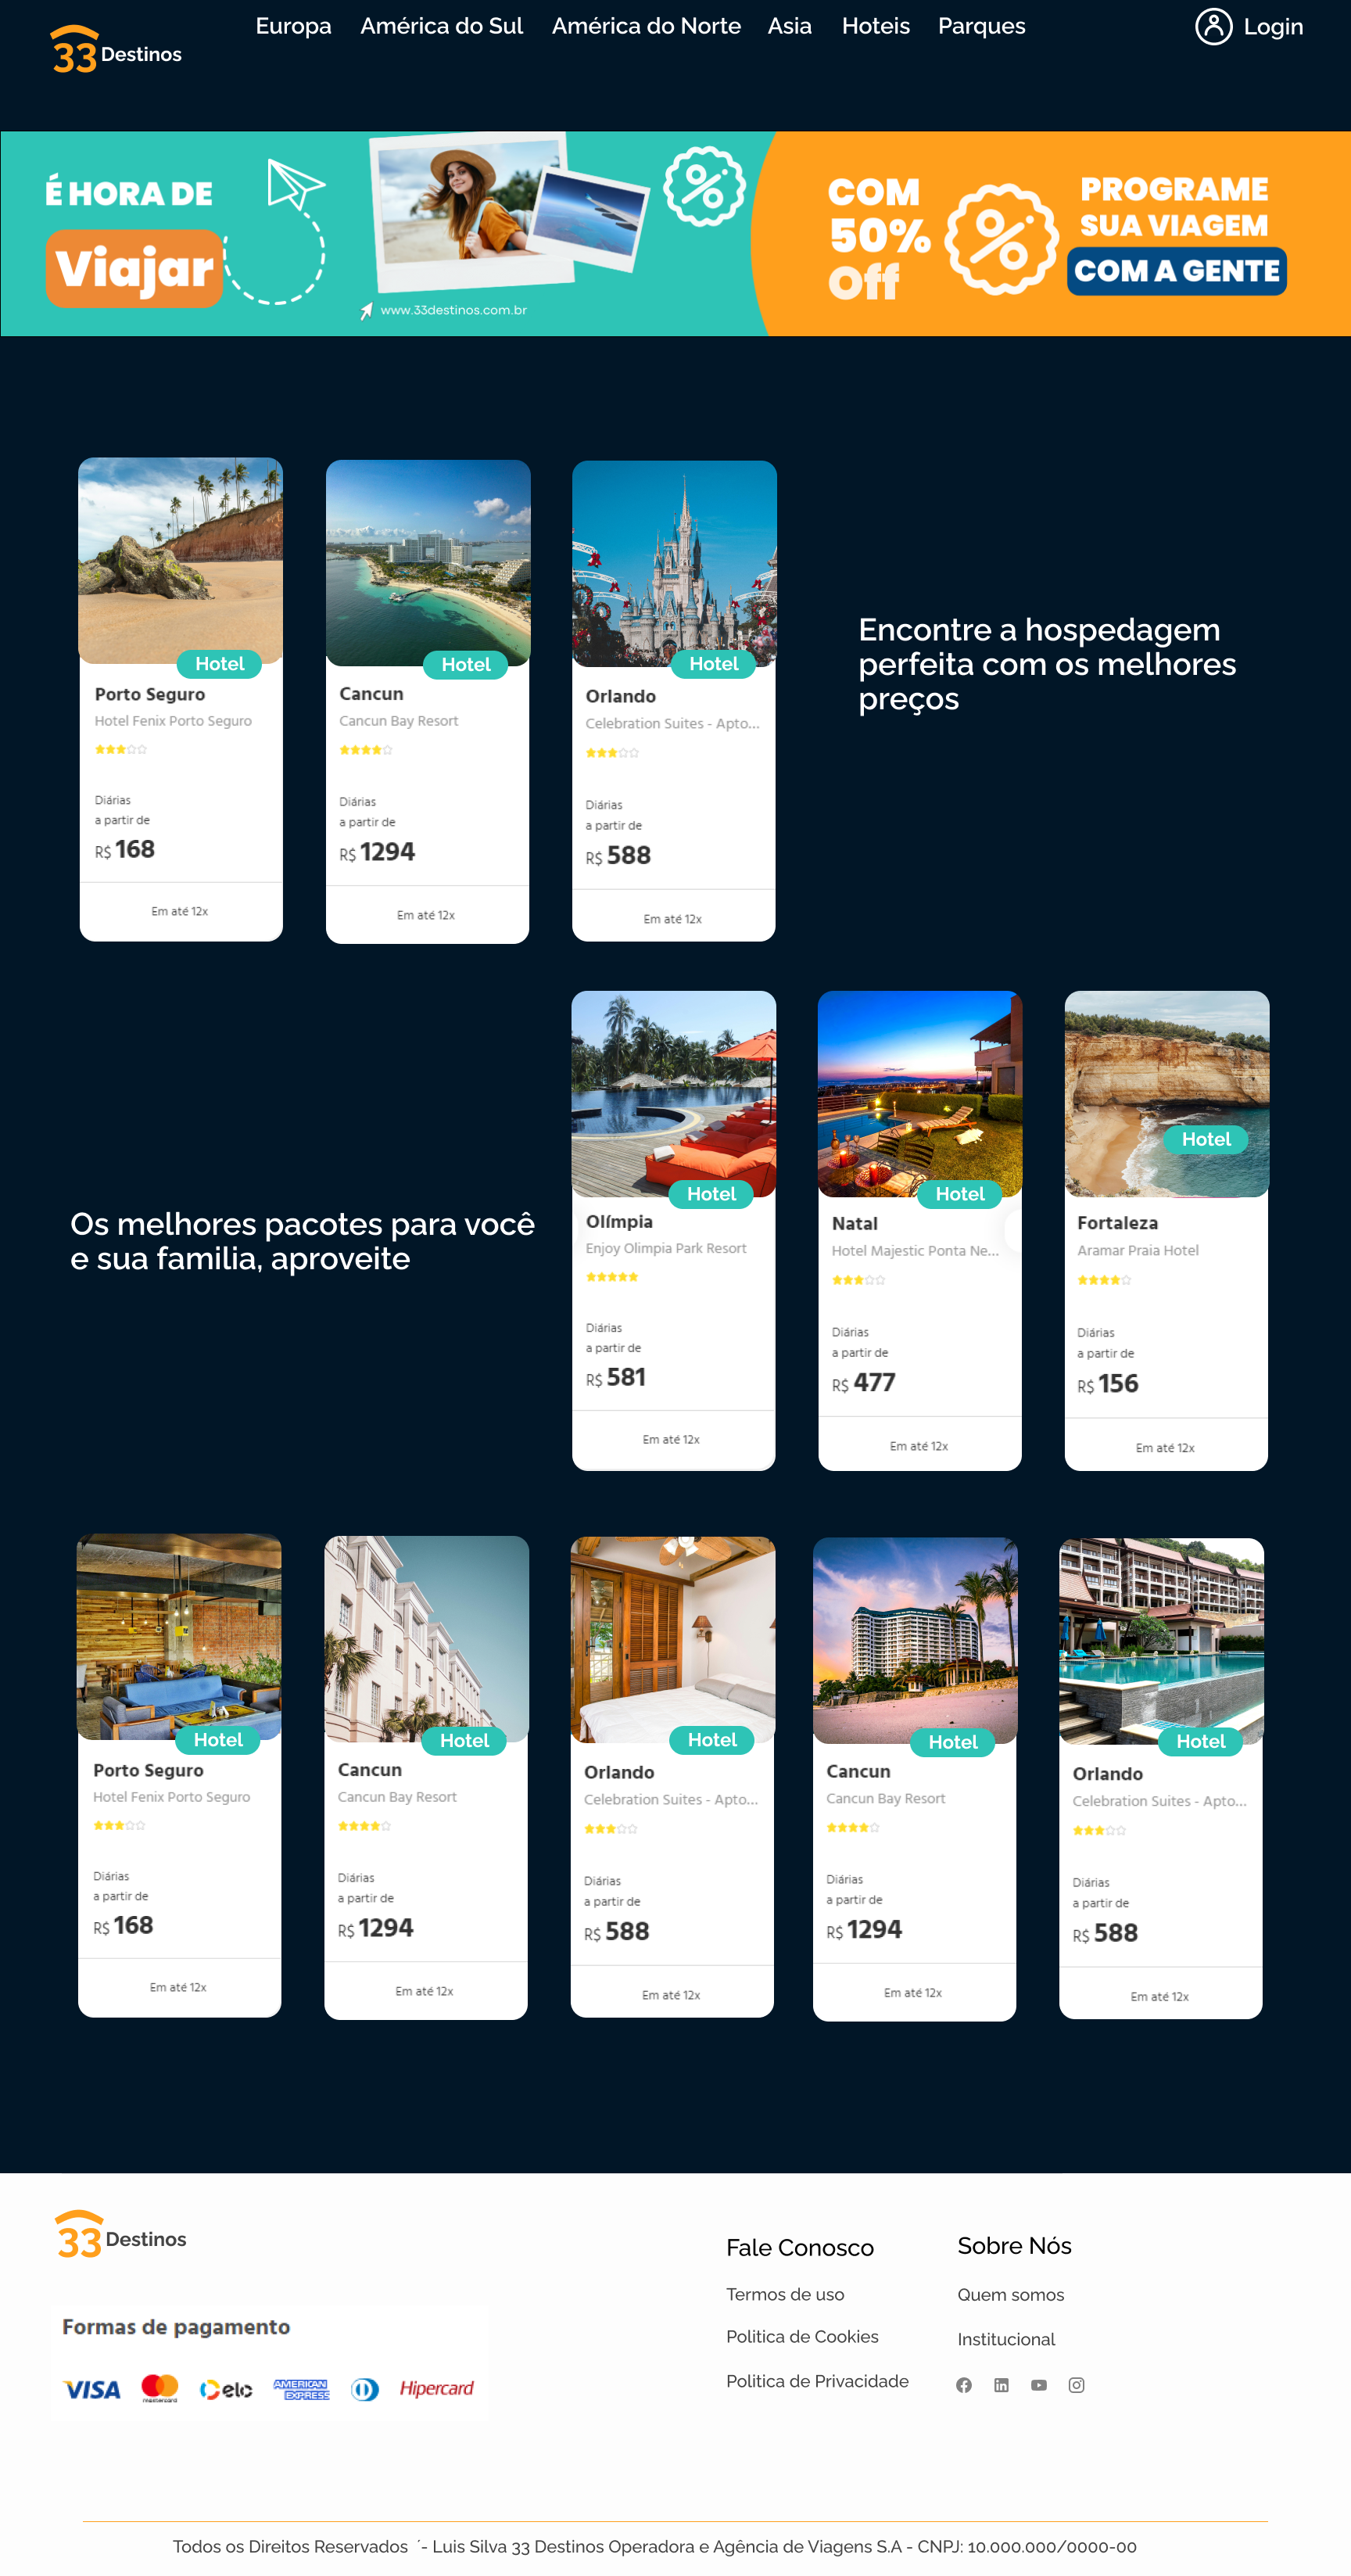 33 Destinos
Europa América do Sul América do Norte Asia Hoteis Parques
Login
É HORA DE
Viajar
www.33destinos.com.br
COM
50%
Off
PROGRAME
SUA VIAGEM
COM A GENTE
Hotel
Porto Seguro
Hotel Fenix Porto Seguro
Diárias
a partir de
R$ 168
Em até 12x
Hotel
Cancun
Cancun Bay Resort
Diárias
a partir de
R$ 1294
Em até 12x
Hotel
Orlando
Celebration Suites - Apto...
Diárias
a partir de
R$ 588
Em até 12x
Encontre a hospedagem
perfeita com os melhores
preços
Os melhores pacotes para você
e sua familia, aproveite
Hotel
Olímpia
Enjoy Olimpia Park Resort
Diárias
a partir de
R$ 581
Em até 12x
Hotel
Natal
Hotel Majestic Ponta Ne...
Diárias
a partir de
R$ 477
Em até 12x
Hotel
Fortaleza
Aramar Praia Hotel
Diárias
a partir de
R$ 156
Em até 12x
Hotel
Porto Seguro
Hotel Fenix Porto Seguro
Diárias
a partir de
R$ 168
Em até 12x
Hotel
Cancun
Cancun Bay Resort
Diárias
a partir de
R$ 1294
Em até 12x
Hotel
Orlando
Celebration Suites - Apto...
Diárias
a partir de
R$ 588
Em até 12x
Hotel
Cancun
Cancun Bay Resort
Diárias
a partir de
R$ 1294
Em até 12x
Hotel
Orlando
Celebration Suites - Apto...
Diárias
a partir de
R$ 588
Em até 12x
33 Destinos
Formas de pagamento
VISA mastercard elo AMERICAN EXPRESS Hipercard
Fale Conosco
Termos de uso
Politica de Cookies
Politica de Privacidade
Sobre Nós
Quem somos
Institucional
Todos os Direitos Reservados ´- Luis Silva 33 Destinos Operadora e Agência de Viagens S.A - CNPJ: 10.000.000/0000-00